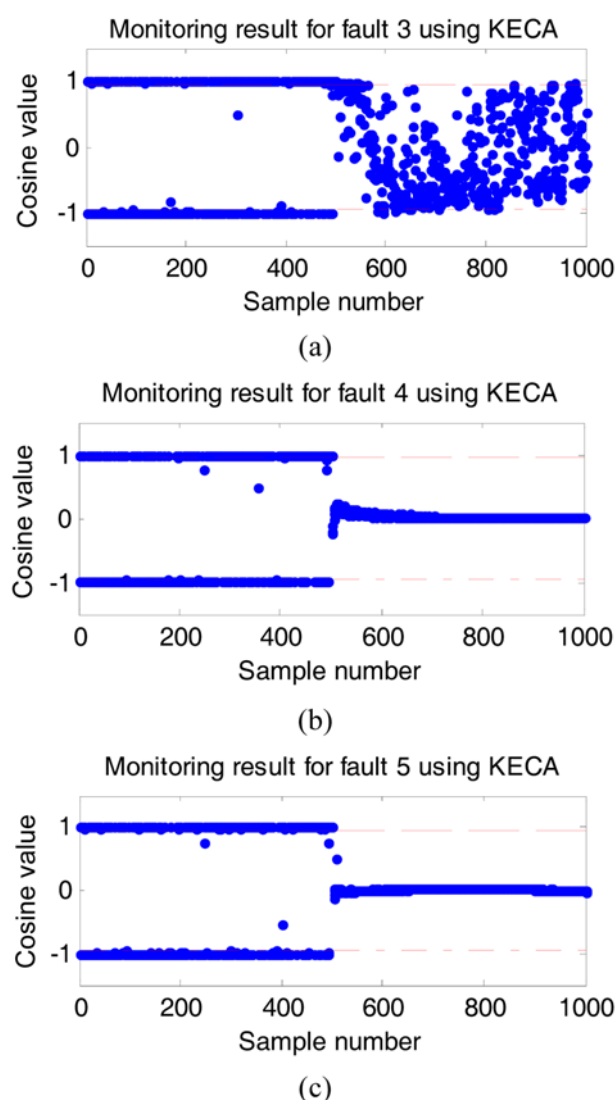 Monitoring result for fault 3 using KECA
1
0
-1
Cosine value
0 200 400 600 800 1000
Sample number
(a)
Monitoring result for fault 4 using KECA
1
0
-1
Cosine value
0 200 400 600 800 1000
Sample number
(b)
Monitoring result for fault 5 using KECA
1
0
-1
Cosine value
0 200 400 600 800 1000
Sample number
(c)